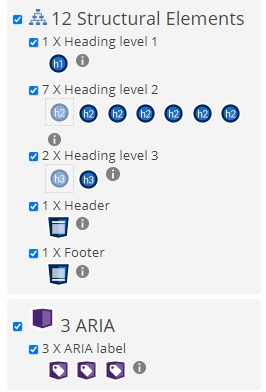 12 Structural Elements
1 X Heading level 1
h1 i
7 X Heading level 2
h2 h2 h2 h2 h2 h2 h2
i
2 X Heading level 3
h3 h3 i
1 X Header
i
1 X Footer
i
3 ARIA
3 X ARIA label
i